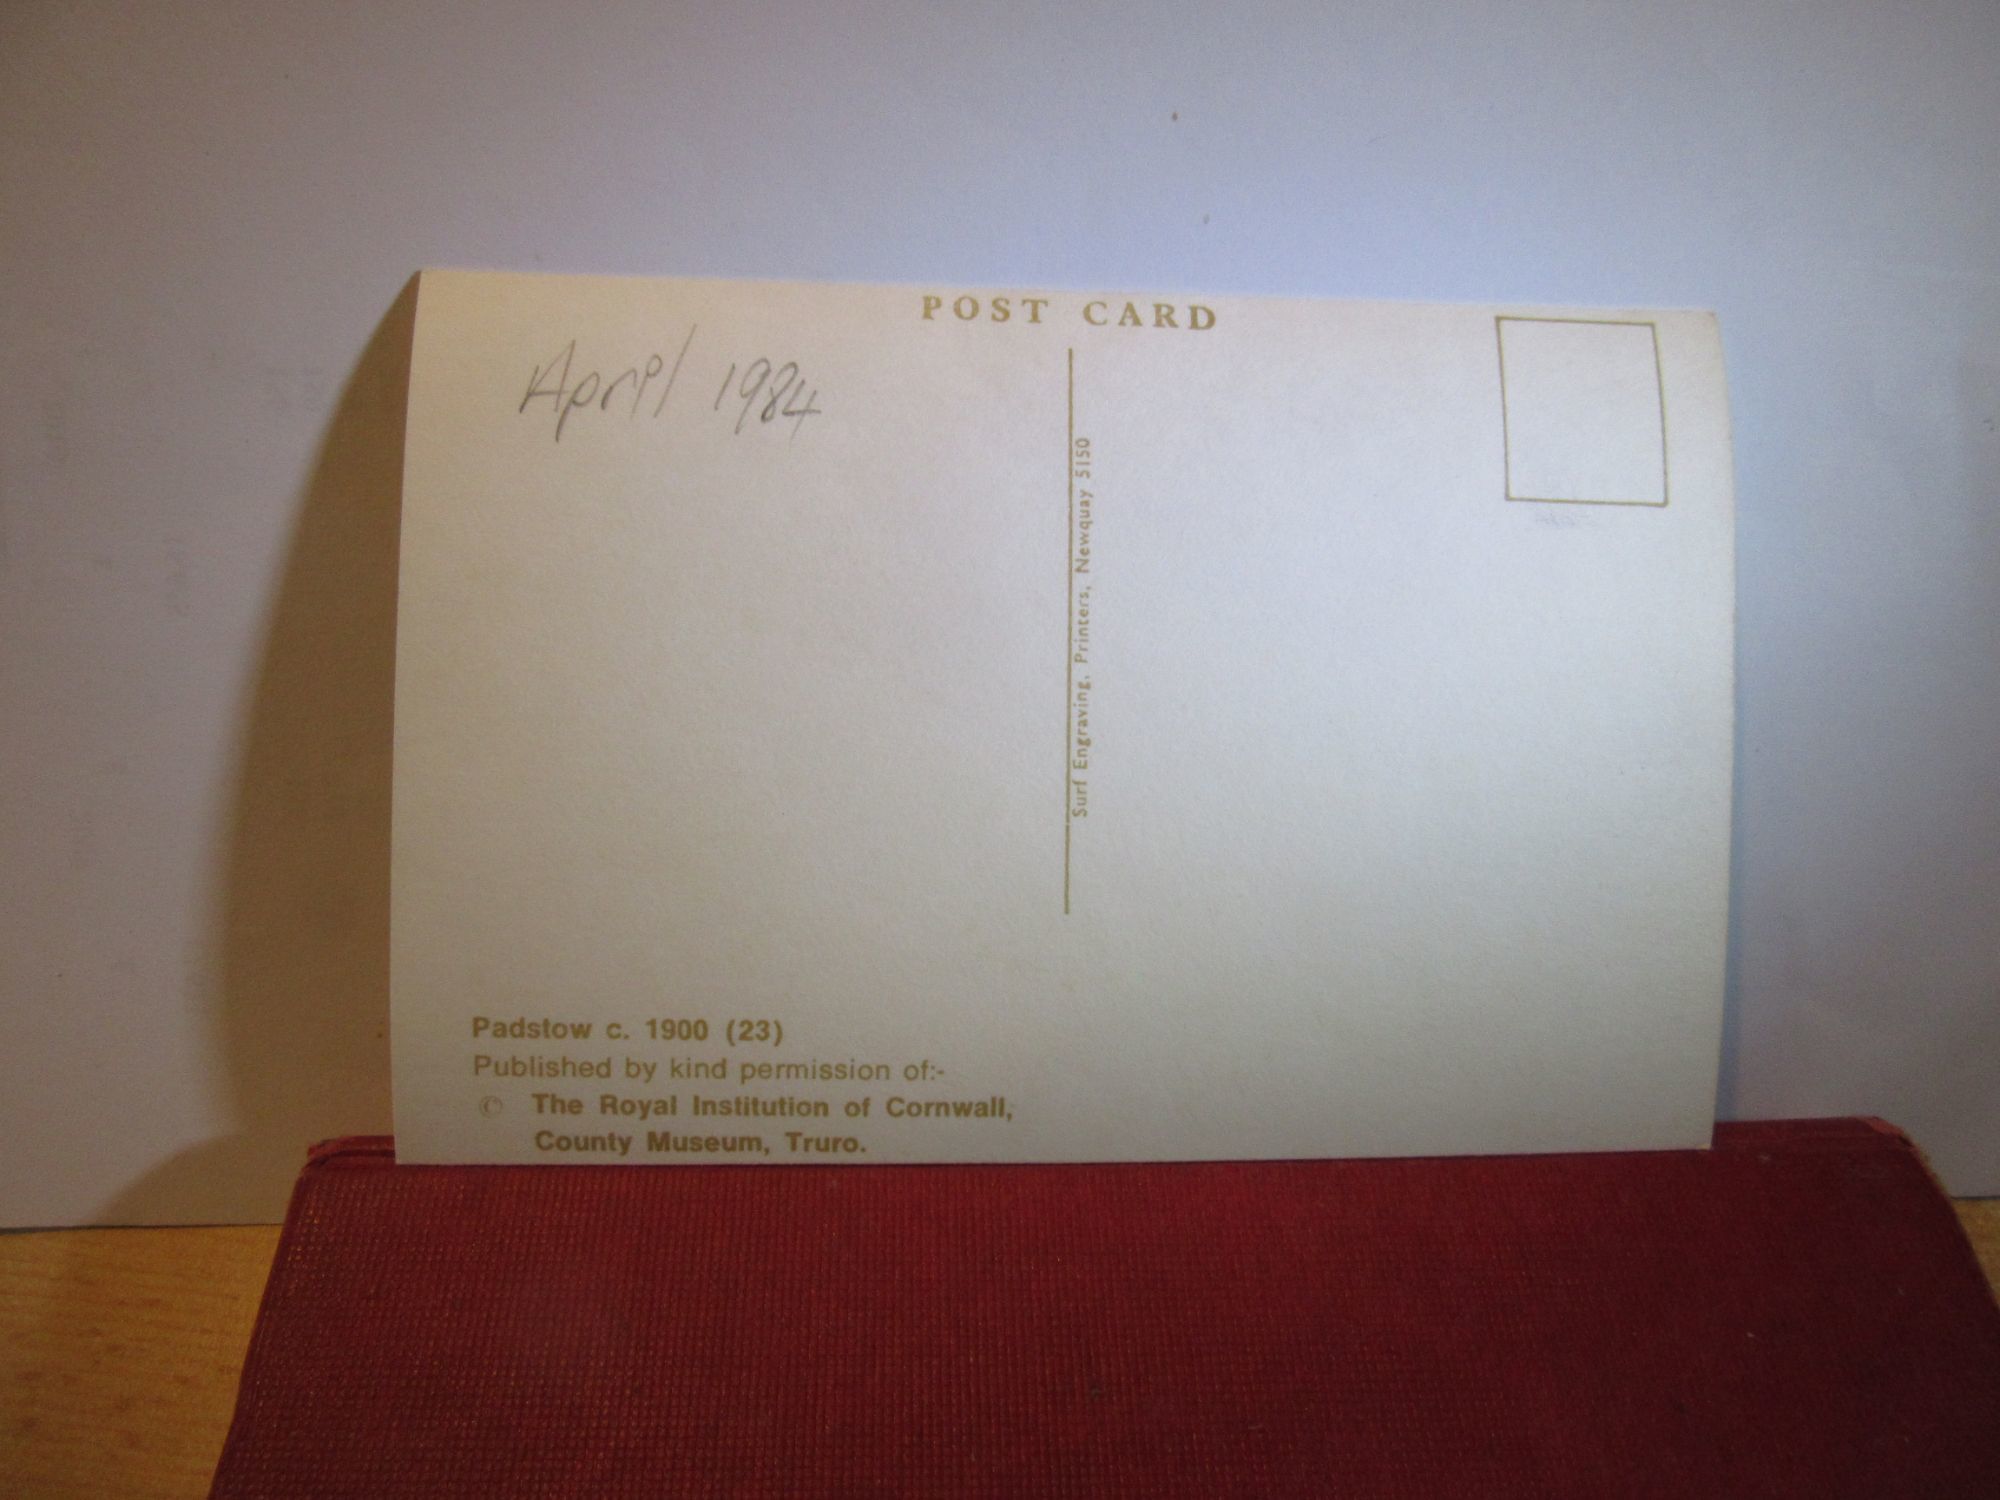 POST CARD
April 1984
Surf Engraving, Printers, Newquay 5150
Padstow c. 1900 (23)
Published by kind permission of:-
© The Royal Institution of Cornwall,
County Museum, Truro.